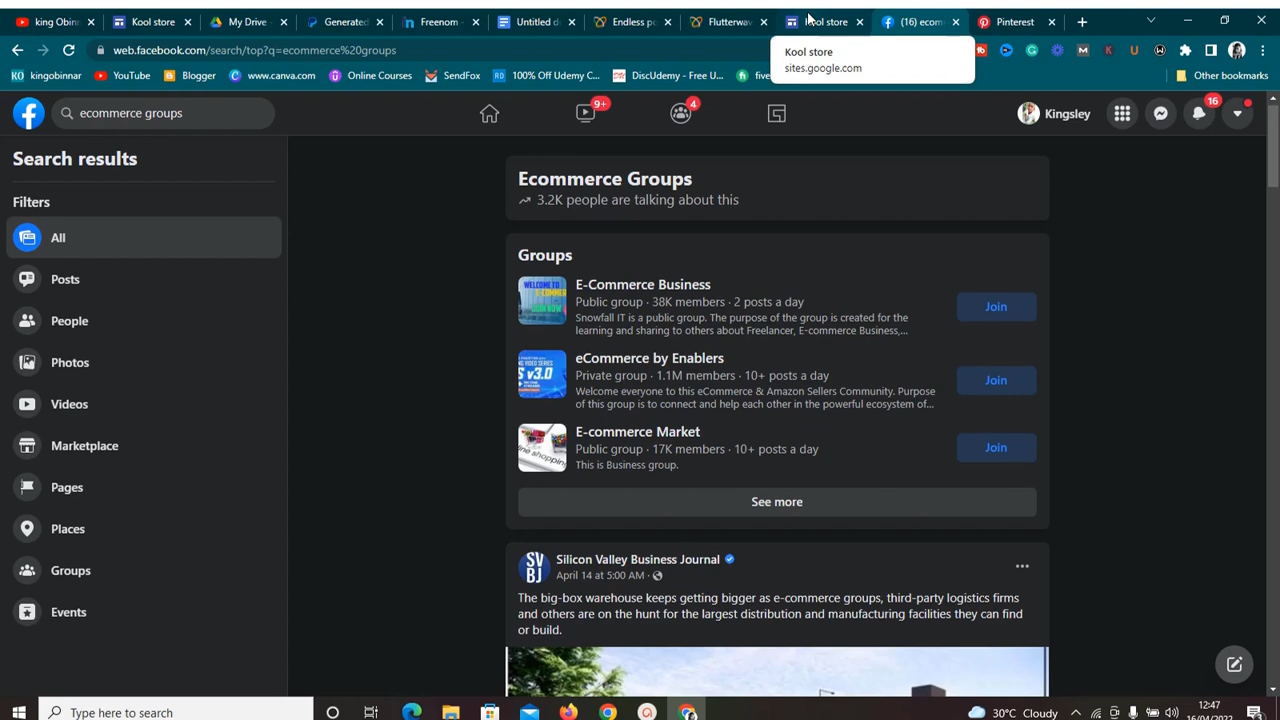 king Obinr
Kool store
My Drive -
Generated
Freenom -
Untitled d
Endless po
Flutterwav
Kool store
(16) ecom
Pinterest
web.facebook.com/search/top?q=ecommerce%20groups
Kool store
sites.google.com
kingobinnar
YouTube
Blogger
www.canva.com
Online Courses
SendFox
100% Off Udemy C...
DiscUdemy - Free U...
five
Other bookmarks
ecommerce groups
9+
4
Kingsley
16
Search results
Filters
All
Posts
People
Photos
Videos
Marketplace
Pages
Places
Groups
Events
Ecommerce Groups
3.2K people are talking about this
Groups
E-Commerce Business
Public group · 38K members · 2 posts a day
Snowfall IT is a public group. The purpose of the group is created for the
learning and sharing to others about Freelancer, E-commerce Business,...
Join
eCommerce by Enablers
Private group · 1.1M members · 10+ posts a day
Welcome everyone to this eCommerce & Amazon Sellers Community. Purpose
of this group is to connect and help each other in the powerful ecosystem of...
Join
E-commerce Market
Public group · 17K members · 10+ posts a day
This is Business group.
Join
See more
Silicon Valley Business Journal
April 14 at 5:00 AM ·
The big-box warehouse keeps getting bigger as e-commerce groups, third-party logistics firms
and others are on the hunt for the largest distribution and manufacturing facilities they can find
or build.
Type here to search
30°C Cloudy
12:47